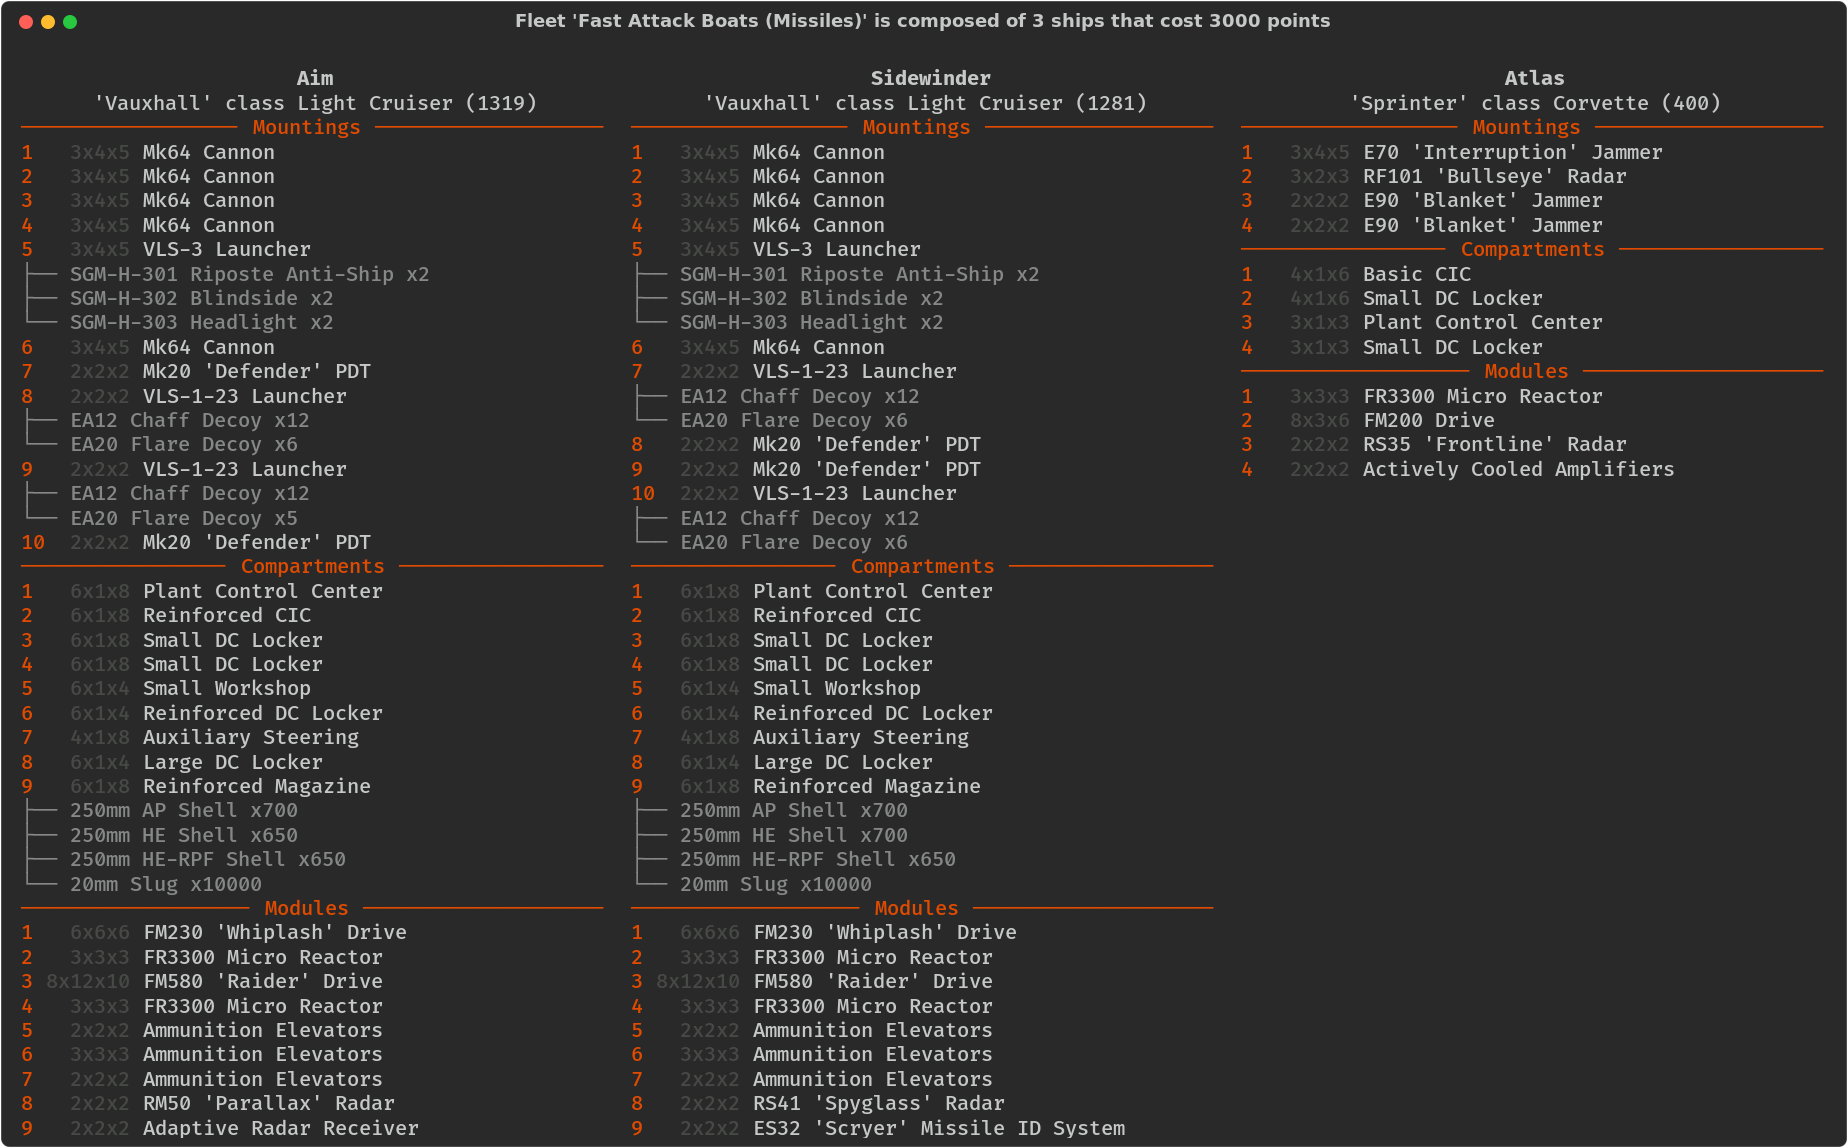 Fleet 'Fast Attack Boats (Missiles)' is composed of 3 ships that cost 3000 points
Aim
'Vauxhall' class Light Cruiser (1319)
Mountings
1 3x4x5 Mk64 Cannon
2 3x4x5 Mk64 Cannon
3 3x4x5 Mk64 Cannon
4 3x4x5 Mk64 Cannon
5 3x4x5 VLS-3 Launcher
SGM-H-301 Riposte Anti-Ship x2
SGM-H-302 Blindside x2
SGM-H-303 Headlight x2
6 3x4x5 Mk64 Cannon
7 2x2x2 Mk20 'Defender' PDT
8 2x2x2 VLS-1-23 Launcher
EA12 Chaff Decoy x12
EA20 Flare Decoy x6
9 2x2x2 VLS-1-23 Launcher
EA12 Chaff Decoy x12
EA20 Flare Decoy x5
10 2x2x2 Mk20 'Defender' PDT
Compartments
1 6x1x8 Plant Control Center
2 6x1x8 Reinforced CIC
3 6x1x8 Small DC Locker
4 6x1x8 Small DC Locker
5 6x1x4 Small Workshop
6 6x1x4 Reinforced DC Locker
7 4x1x8 Auxiliary Steering
8 6x1x4 Large DC Locker
9 6x1x8 Reinforced Magazine
250mm AP Shell x700
250mm HE Shell x650
250mm HE-RPF Shell x650
20mm Slug x10000
Modules
1 6x6x6 FM230 'Whiplash' Drive
2 3x3x3 FR3300 Micro Reactor
3 8x12x10 FM580 'Raider' Drive
4 3x3x3 FR3300 Micro Reactor
5 2x2x2 Ammunition Elevators
6 3x3x3 Ammunition Elevators
7 2x2x2 Ammunition Elevators
8 2x2x2 RM50 'Parallax' Radar
9 2x2x2 Adaptive Radar Receiver
Sidewinder
'Vauxhall' class Light Cruiser (1281)
Mountings
1 3x4x5 Mk64 Cannon
2 3x4x5 Mk64 Cannon
3 3x4x5 Mk64 Cannon
4 3x4x5 Mk64 Cannon
5 3x4x5 VLS-3 Launcher
SGM-H-301 Riposte Anti-Ship x2
SGM-H-302 Blindside x2
SGM-H-303 Headlight x2
6 3x4x5 Mk64 Cannon
7 2x2x2 VLS-1-23 Launcher
EA12 Chaff Decoy x12
EA20 Flare Decoy x6
8 2x2x2 Mk20 'Defender' PDT
9 2x2x2 Mk20 'Defender' PDT
10 2x2x2 VLS-1-23 Launcher
EA12 Chaff Decoy x12
EA20 Flare Decoy x6
Compartments
1 6x1x8 Plant Control Center
2 6x1x8 Reinforced CIC
3 6x1x8 Small DC Locker
4 6x1x8 Small DC Locker
5 6x1x4 Small Workshop
6 6x1x4 Reinforced DC Locker
7 4x1x8 Auxiliary Steering
8 6x1x4 Large DC Locker
9 6x1x8 Reinforced Magazine
250mm AP Shell x700
250mm HE Shell x700
250mm HE-RPF Shell x650
20mm Slug x10000
Modules
1 6x6x6 FM230 'Whiplash' Drive
2 3x3x3 FR3300 Micro Reactor
3 8x12x10 FM580 'Raider' Drive
4 3x3x3 FR3300 Micro Reactor
5 2x2x2 Ammunition Elevators
6 3x3x3 Ammunition Elevators
7 2x2x2 Ammunition Elevators
8 2x2x2 RS41 'Spyglass' Radar
9 2x2x2 ES32 'Scryer' Missile ID System
Atlas
'Sprinter' class Corvette (400)
Mountings
1 3x4x5 E70 'Interruption' Jammer
2 3x2x3 RF101 'Bullseye' Radar
3 2x2x2 E90 'Blanket' Jammer
4 2x2x2 E90 'Blanket' Jammer
Compartments
1 4x1x6 Basic CIC
2 4x1x6 Small DC Locker
3 3x1x3 Plant Control Center
4 3x1x3 Small DC Locker
Modules
1 3x3x3 FR3300 Micro Reactor
2 8x3x6 FM200 Drive
3 2x2x2 RS35 'Frontline' Radar
4 2x2x2 Actively Cooled Amplifiers